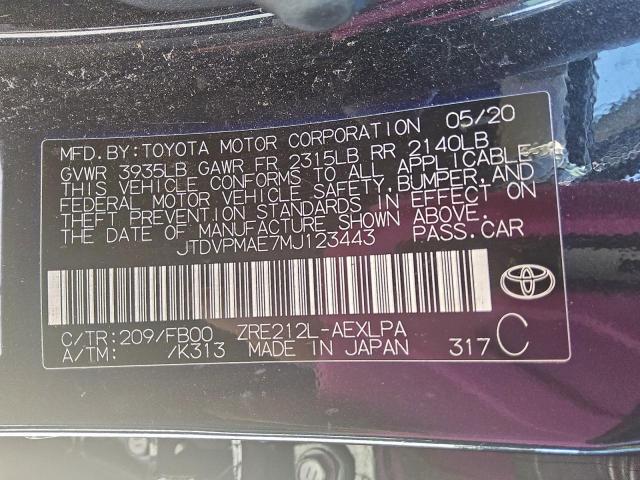 MFD. BY: TOYOTA MOTOR CORPORATION 05/20
GVWR 3935LB GAWR FR 2315LB RR 2140LB
THIS VEHICLE CONFORMS TO ALL APPLICABLE
FEDERAL MOTOR VEHICLE SAFETY, BUMPER, AND
THEFT PREVENTION STANDARDS IN EFFECT ON
THE DATE OF MANUFACTURE SHOWN ABOVE.
JTDVPMAE7MJ123443 PASS. CAR
C/TR: 209/FB00 ZRE212L-AEXLPA
A/TM: /K313 MADE IN JAPAN 317 C